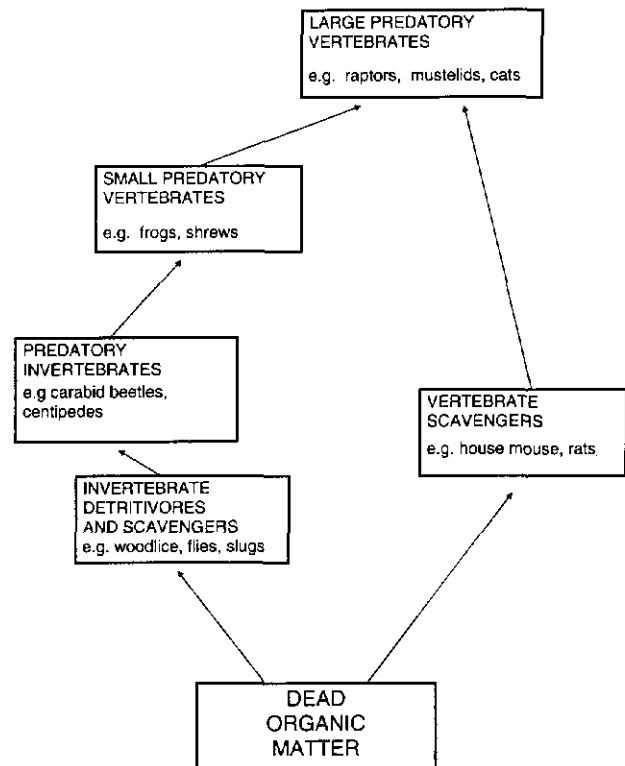 LARGE PREDATORY
VERTEBRATES
e.g. raptors, mustelids, cats
SMALL PREDATORY
VERTEBRATES
e.g. frogs, shrews
PREDATORY
INVERTEBRATES
e.g carabid beetles,
centipedes
VERTEBRATE
SCAVENGERS
e.g. house mouse, rats
INVERTEBRATE
DETRITIVORES
AND SCAVENGERS
e.g. woodlice, flies, slugs
DEAD
ORGANIC
MATTER